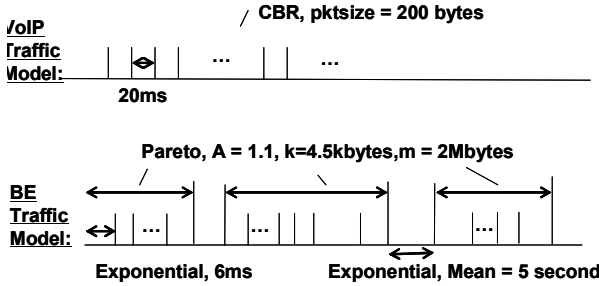 CBR, pktsize = 200 bytes
VoIP
Traffic
Model:
...
...
20ms
Pareto, A = 1.1, k=4.5kbytes,m = 2Mbytes
BE
Traffic
Model:
...
...
...
Exponential, 6ms
Exponential, Mean = 5 second